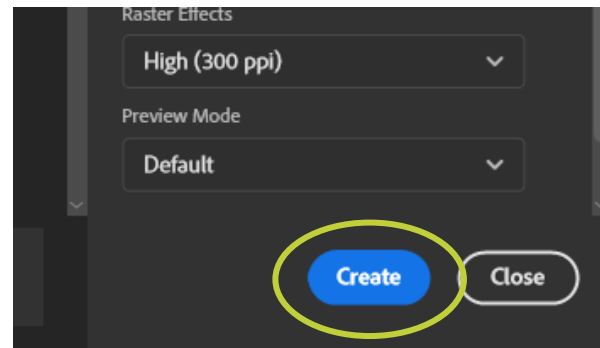 Raster Effects
High (300 ppi)
Preview Mode
Default
Create Close